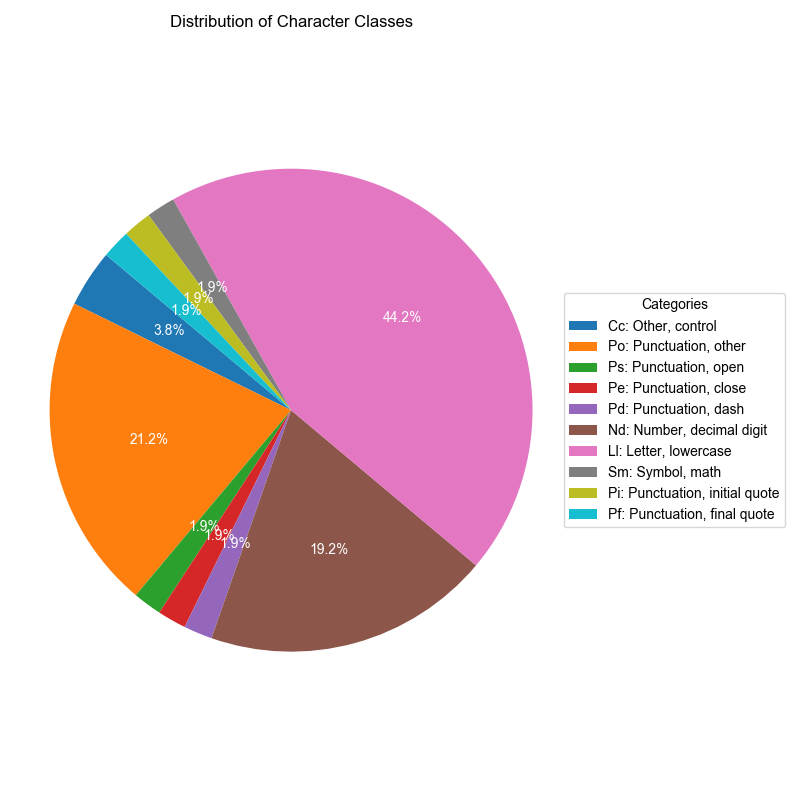 Distribution of Character Classes
44.2%
1.9%
1.9%
1.9%
3.8%
21.2%
1.9%
1.9%
1.9%
19.2%
Categories
Cc: Other, control
Po: Punctuation, other
Ps: Punctuation, open
Pe: Punctuation, close
Pd: Punctuation, dash
Nd: Number, decimal digit
Ll: Letter, lowercase
Sm: Symbol, math
Pi: Punctuation, initial quote
Pf: Punctuation, final quote